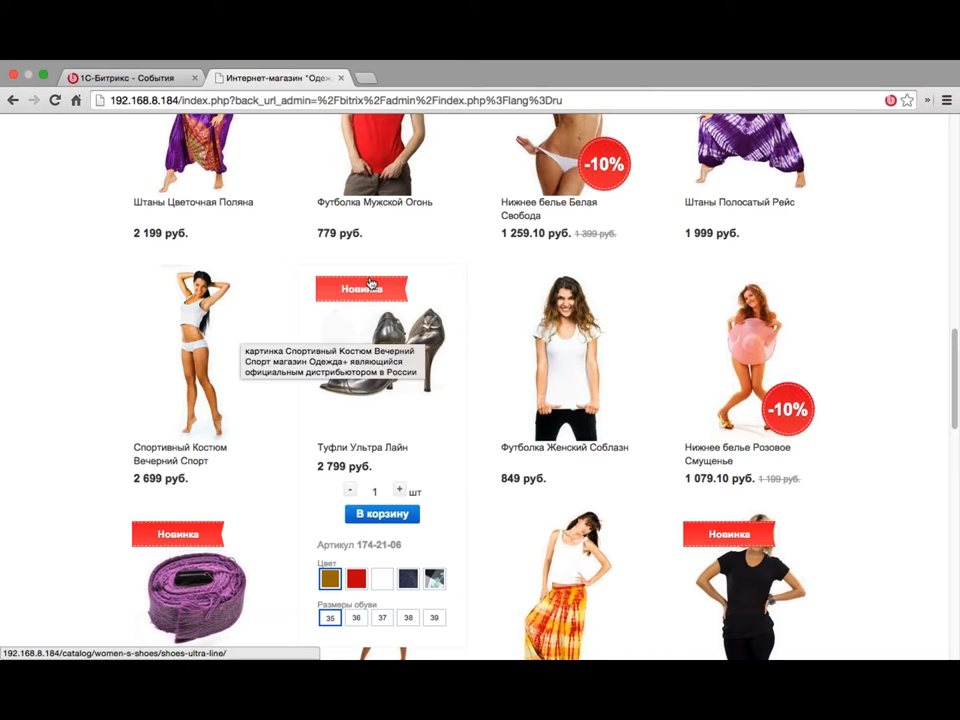 1С-Битрикс - События
Интернет-магазин "Одеж
192.168.8.184/index.php?back_url_admin=%2Fbitrix%2Fadmin%2Findex.php%3Flang%3Dru
-10%
Штаны Цветочная Поляна
2 199 руб.
Футболка Мужской Огонь
779 руб.
Нижнее белье Белая
Свобода
1 259.10 руб. 1 399 руб.
Штаны Полосатый Рейс
1 999 руб.
Новинка
картинка Спортивный Костюм Вечерний
Спорт магазин Одежда+ являющийся
официальным дистрибьютором в России
-10%
Спортивный Костюм
Вечерний Спорт
2 699 руб.
Туфли Ультра Лайн
2 799 руб.
- 1 + шт
В корзину
Артикул 174-21-06
Цвет
Размеры обуви
35 36 37 38 39
Футболка Женский Соблазн
849 руб.
Нижнее белье Розовое
Смущенье
1 079.10 руб. 1 199 руб.
Новинка
Новинка
192.168.8.184/catalog/women-s-shoes/shoes-ultra-line/